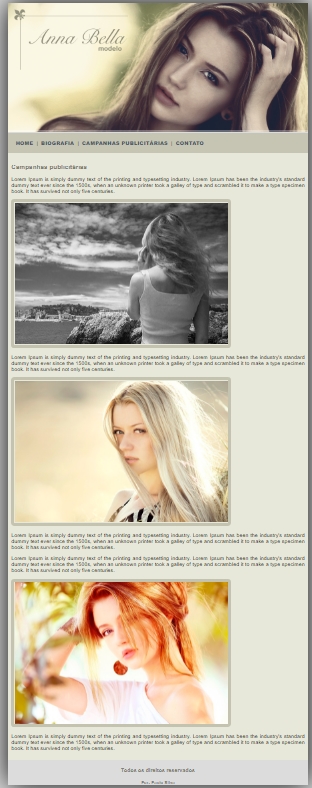 Anna Bella
modelo
HOME | BIOGRAFIA | CAMPANHAS PUBLICITÁRIAS | CONTATO
Campanhas publicitárias
Lorem Ipsum is simply dummy text of the printing and typesetting industry. Lorem Ipsum has been the industry's standard
dummy text ever since the 1500s, when an unknown printer took a galley of type and scrambled it to make a type specimen
book. It has survived not only five centuries.
Lorem Ipsum is simply dummy text of the printing and typesetting industry. Lorem Ipsum has been the industry's standard
dummy text ever since the 1500s, when an unknown printer took a galley of type and scrambled it to make a type specimen
book. It has survived not only five centuries.
Lorem Ipsum is simply dummy text of the printing and typesetting industry. Lorem Ipsum has been the industry's standard
dummy text ever since the 1500s, when an unknown printer took a galley of type and scrambled it to make a type specimen
book. It has survived not only five centuries.
Lorem Ipsum is simply dummy text of the printing and typesetting industry. Lorem Ipsum has been the industry's standard
dummy text ever since the 1500s, when an unknown printer took a galley of type and scrambled it to make a type specimen
book. It has survived not only five centuries.
Lorem Ipsum is simply dummy text of the printing and typesetting industry. Lorem Ipsum has been the industry's standard
dummy text ever since the 1500s, when an unknown printer took a galley of type and scrambled it to make a type specimen
book. It has survived not only five centuries.
Todos os direitos reservados